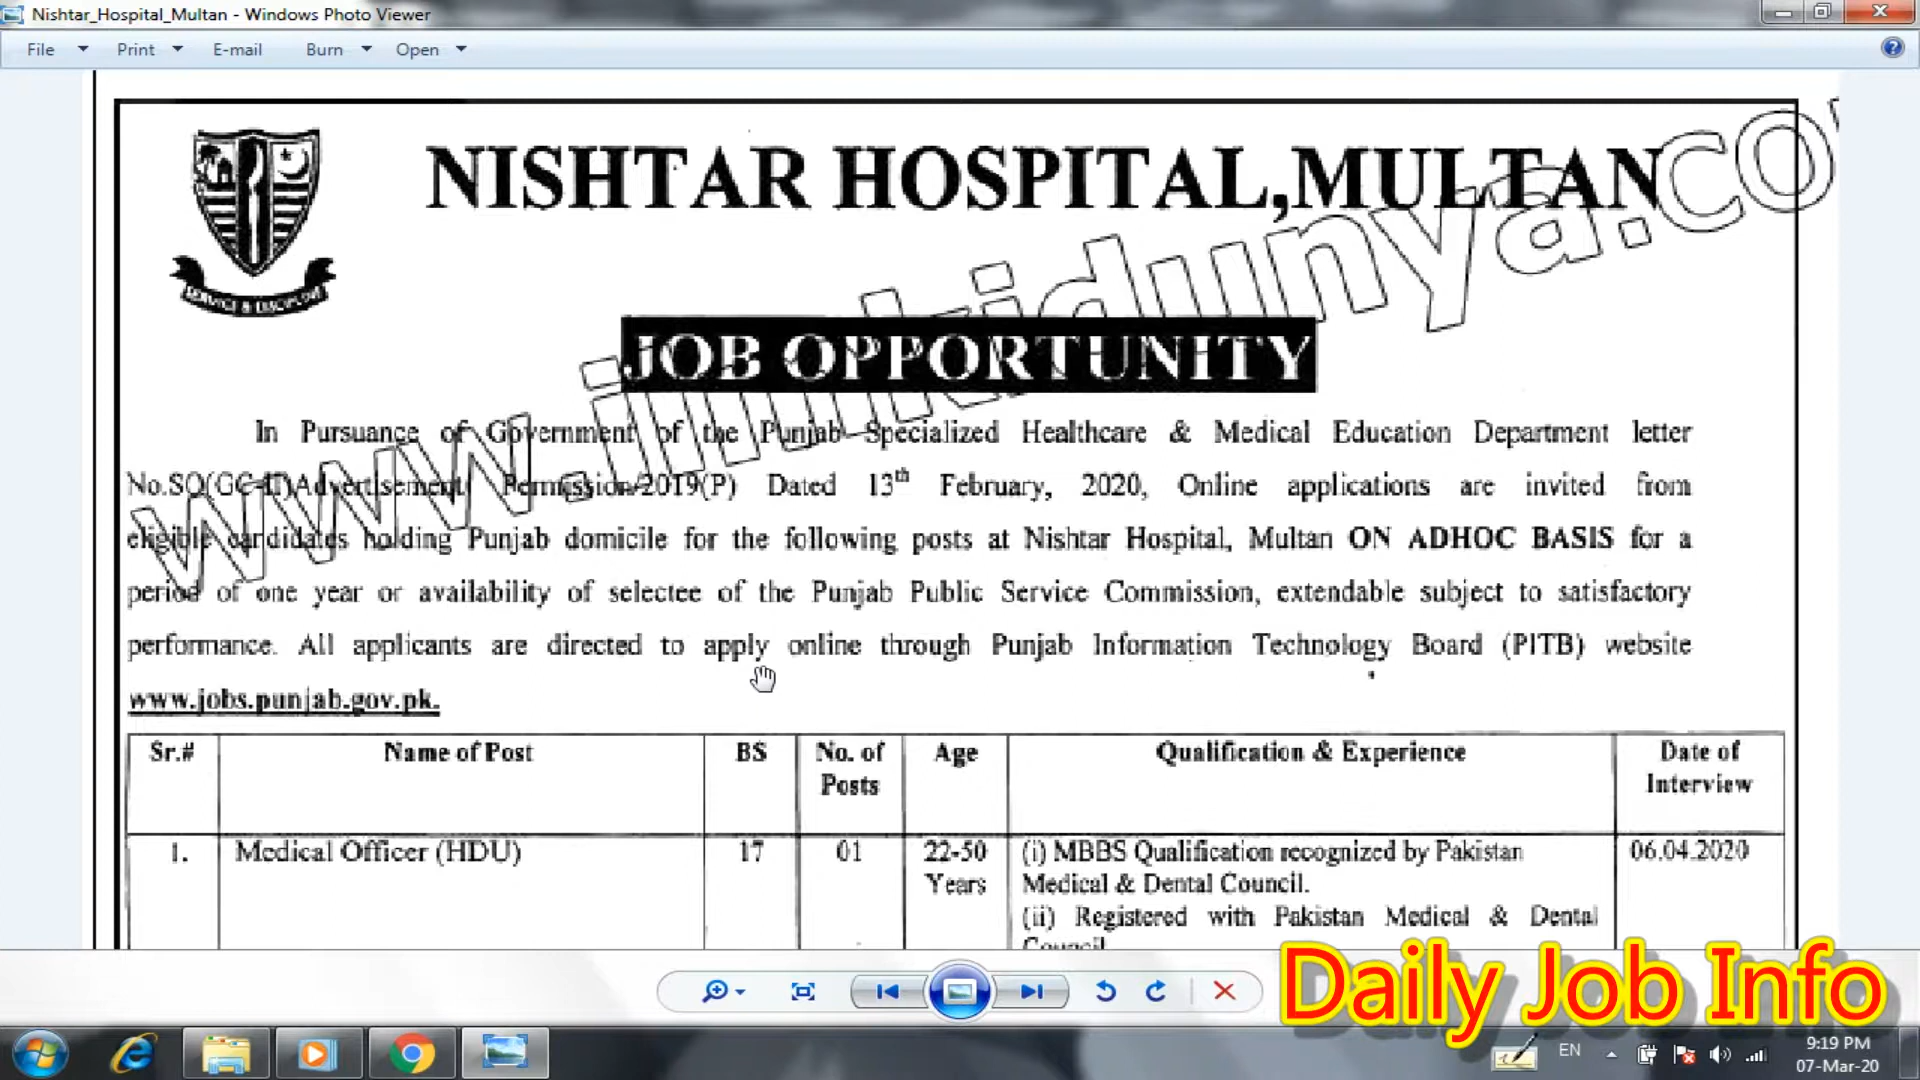 Nishtar_Hospital_Multan - Windows Photo Viewer
File Print E-mail Burn Open
NISHTAR HOSPITAL,MULTAN
SERVICE & DISCIPLINE
www.ilmkidunya.co
JOB OPPORTUNITY
In Pursuance of Government of the Punjab Specialized Healthcare & Medical Education Department letter
No.SO(GC-II)Advertisement Permission/2019(P) Dated 13th February, 2020, Online applications are invited from
eligible candidates holding Punjab domicile for the following posts at Nishtar Hospital, Multan ON ADHOC BASIS for a
period of one year or availability of selectee of the Punjab Public Service Commission, extendable subject to satisfactory
performance. All applicants are directed to apply online through Punjab Information Technology Board (PITB) website
www.jobs.punjab.gov.pk.
Sr.# Name of Post BS No. of Posts Age Qualification & Experience Date of Interview
1. Medical Officer (HDU) 17 01 22-50 (i) MBBS Qualification recognized by Pakistan 06.04.2020
Years Medical & Dental Council.
(ii) Registered with Pakistan Medical & Dental
Council
Daily Job Info
EN
9:19 PM
07-Mar-20